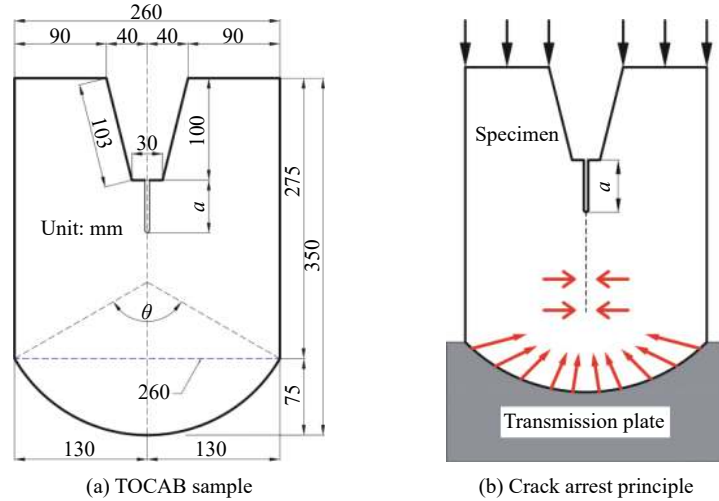 260
90 40 40 90
103
30
100
a
275
350
Unit: mm
θ
260
75
130 130
(a) TOCAB sample
Specimen
a
Transmission plate
(b) Crack arrest principle